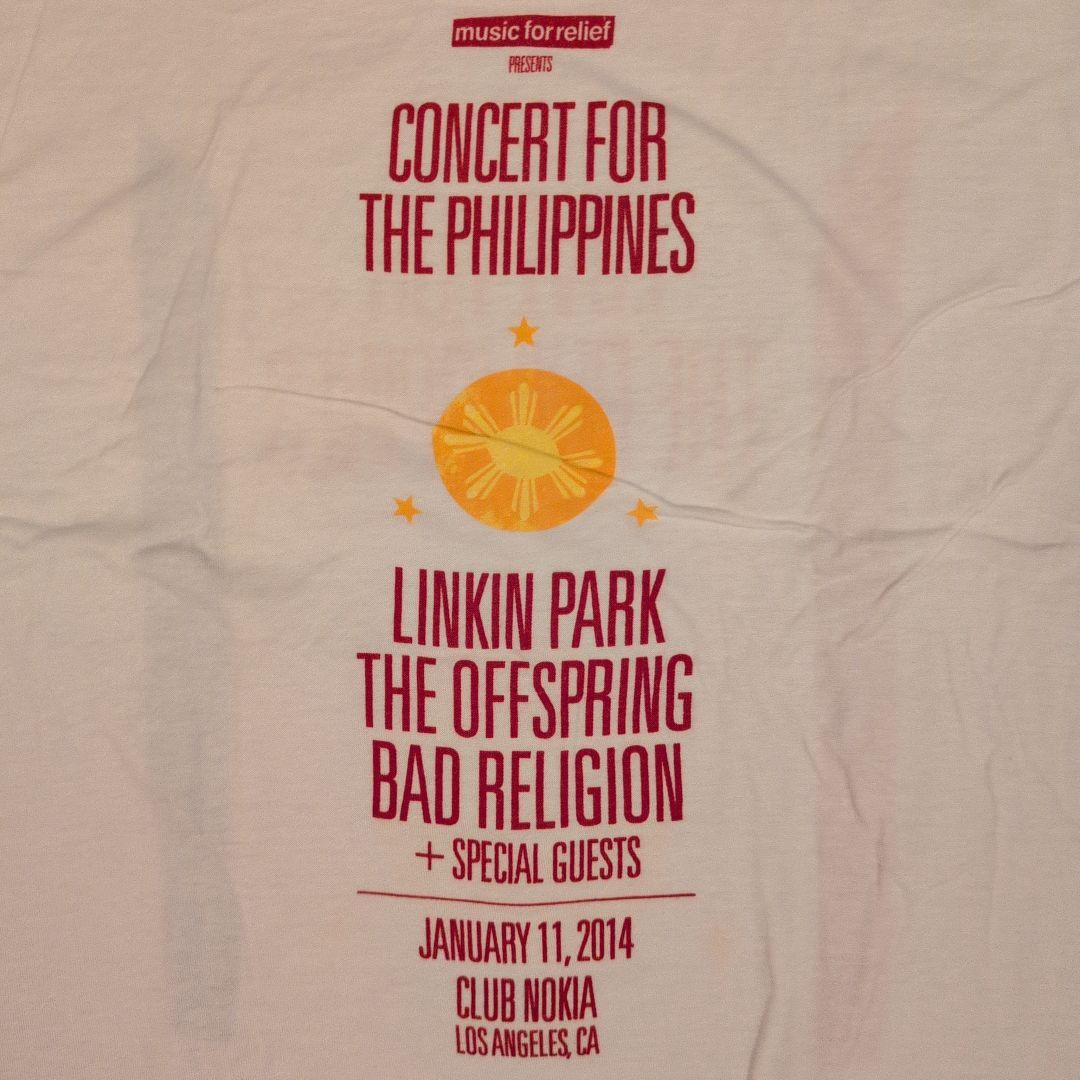 music for relief
PRESENTS
CONCERT FOR
THE PHILIPPINES
LINKIN PARK
THE OFFSPRING
BAD RELIGION
+ SPECIAL GUESTS
JANUARY 11, 2014
CLUB NOKIA
LOS ANGELES, CA